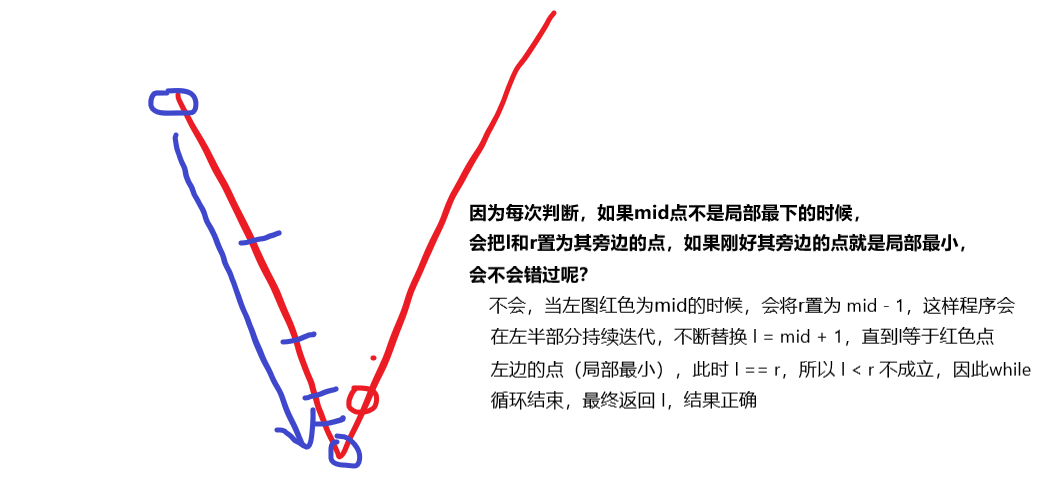 因为每次判断，如果mid点不是局部最下的时候，
会把l和r置为其旁边的点，如果刚好其旁边的点就是局部最小，
会不会错过呢？
不会，当左图红色为mid的时候，会将r置为 mid - 1，这样程序会
在左半部分持续迭代，不断替换 l = mid + 1，直到l等于红色点
左边的点（局部最小），此时 l == r，所以 l < r 不成立，因此while
循环结束，最终返回 l，结果正确